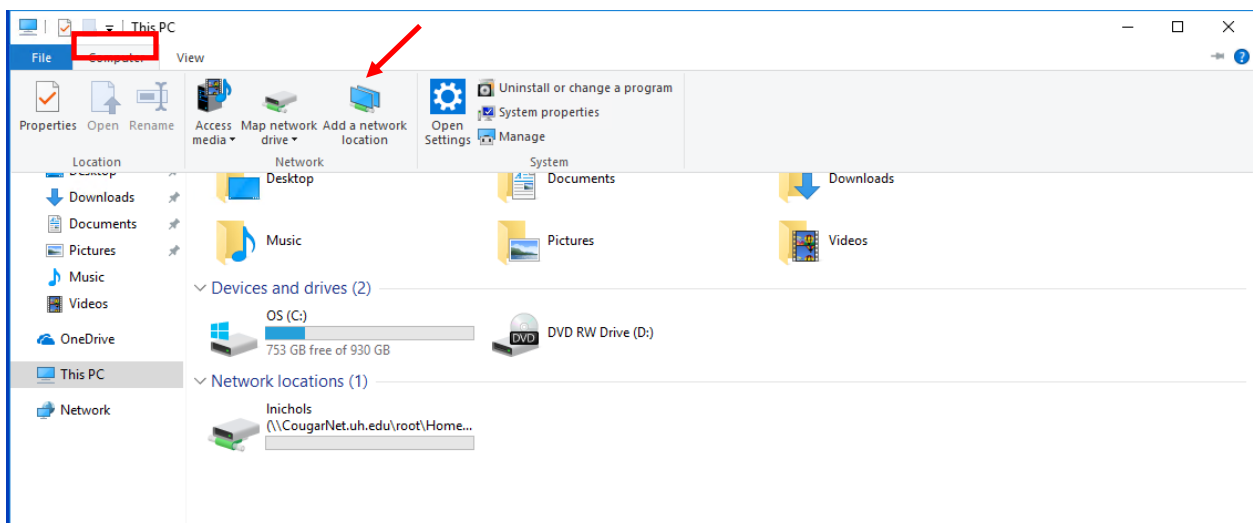 This PC
File Computer View
Properties Open Rename
Access media
Map network drive
Add a network location
Open Settings
Uninstall or change a program
System properties
Manage
Location Network System
Desktop
Downloads
Documents
Pictures
Music
Videos
OneDrive
This PC
Network
Desktop Documents Downloads
Music Pictures Videos
Devices and drives (2)
OS (C:)
753 GB free of 930 GB
DVD
DVD RW Drive (D:)
Network locations (1)
lnichols
(\\CougarNet.uh.edu\root\Home...